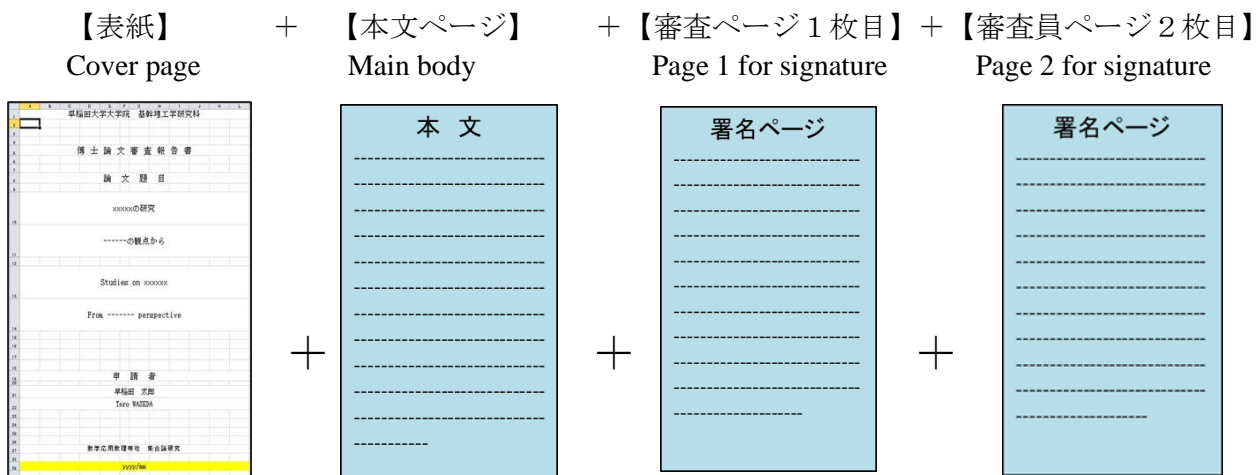 【表紙】 + 【本文ページ】 +【審査ページ1枚目】+【審査員ページ2枚目】
Cover page Main body Page 1 for signature Page 2 for signature
早稲田大学大学院 基幹理工学研究科
博士論文審査報告書
論文題目
xxxxxの研究
------の観点から
Studies on xxxxxx
From ------- perspective
申請者
早稲田 太郎
Taro WASEDA
数学応用数理専攻 集合論研究
yyyy/mm
+
本 文
+
署名ページ
+
署名ページ